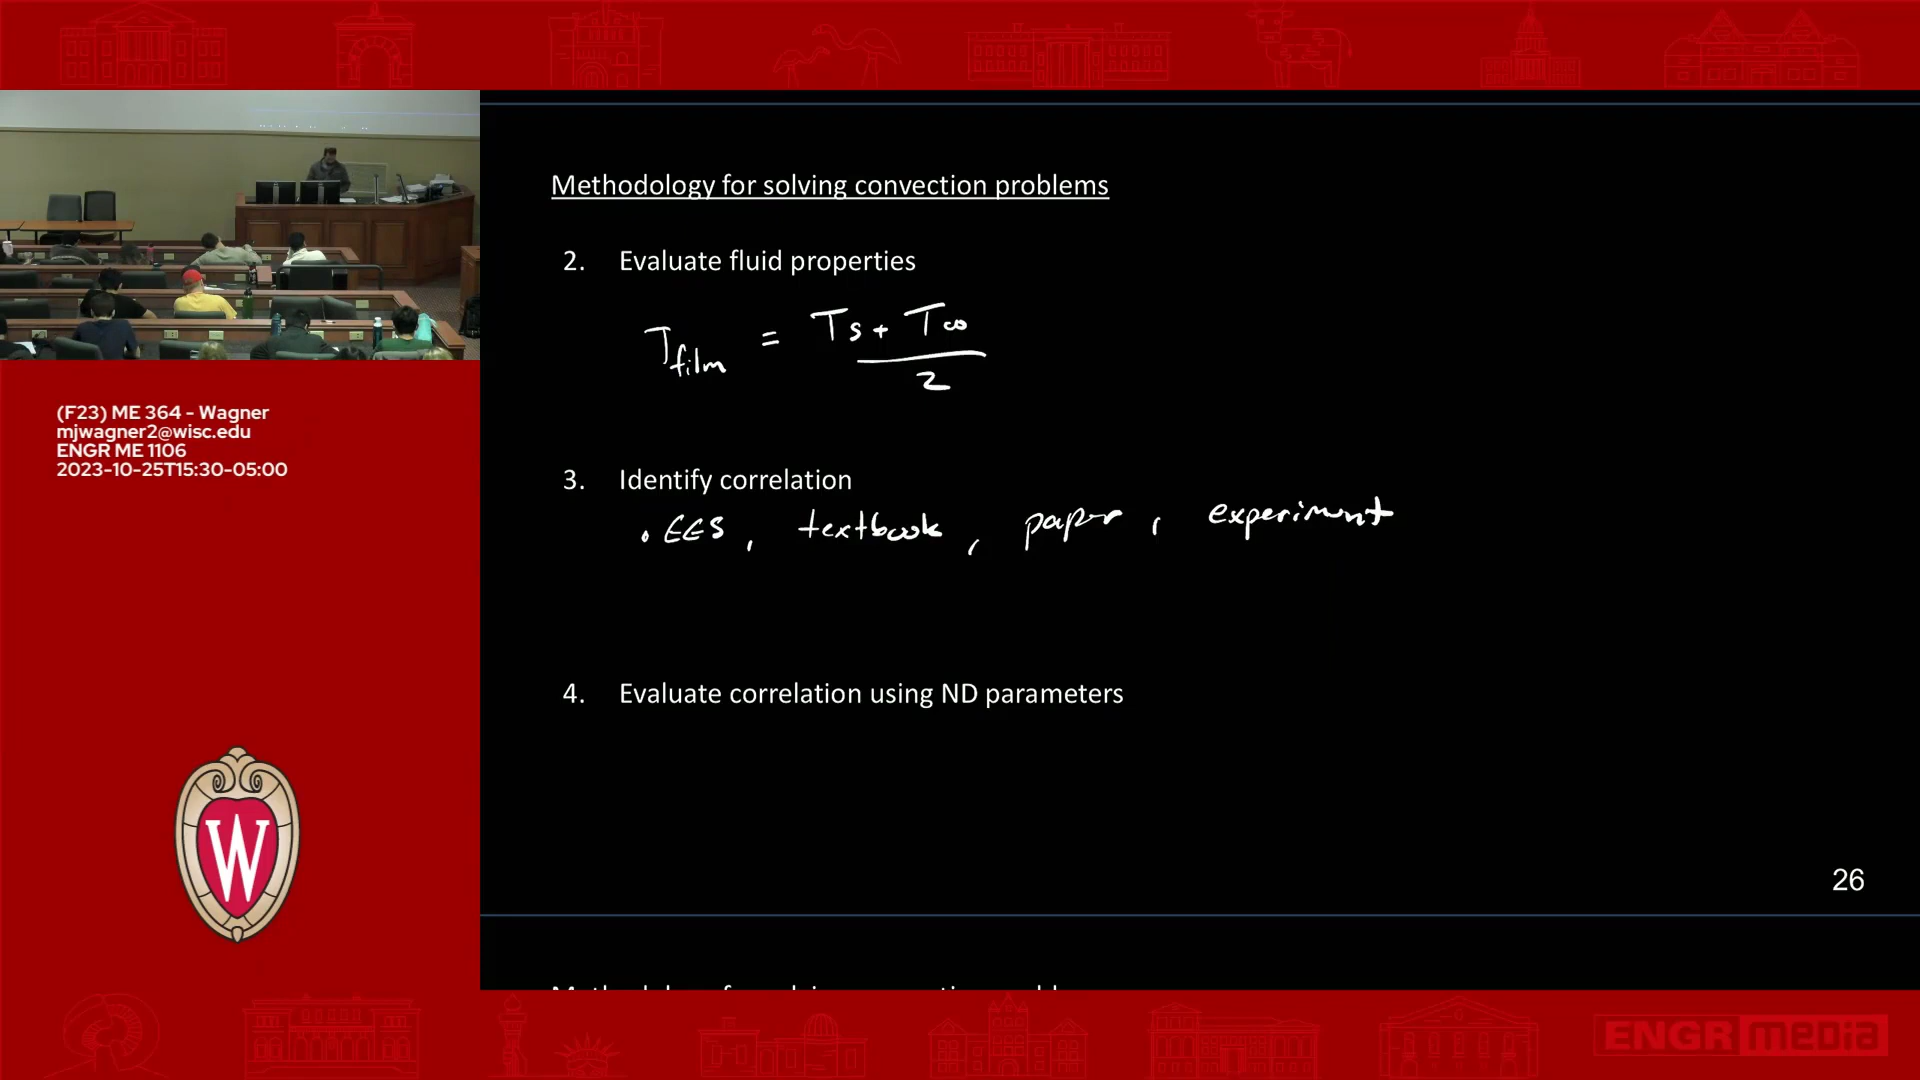 Methodology for solving convection problems
2. Evaluate fluid properties
T_film = (Ts + T∞) / 2
3. Identify correlation
• EES, textbook, paper, experiment
4. Evaluate correlation using ND parameters
26
(F23) ME 364 - Wagner
mjwagner2@wisc.edu
ENGR ME 1106
2023-10-25T15:30-05:00
W
ENGR media